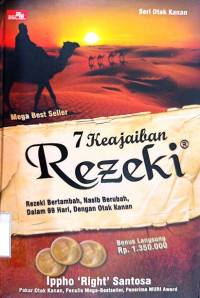 Seri Otak Kanan
Mega Best Seller
7 Keajaiban
Rezeki®
Rezeki Bertambah, Nasib Berubah,
Dalam 99 Hari, Dengan Otak Kanan
Bonus Langsung
Rp. 1.350.000
Ippho 'Right' Santosa
Pakar Otak Kanan, Penulis Mega-Bestseller, Penerima MURI Award